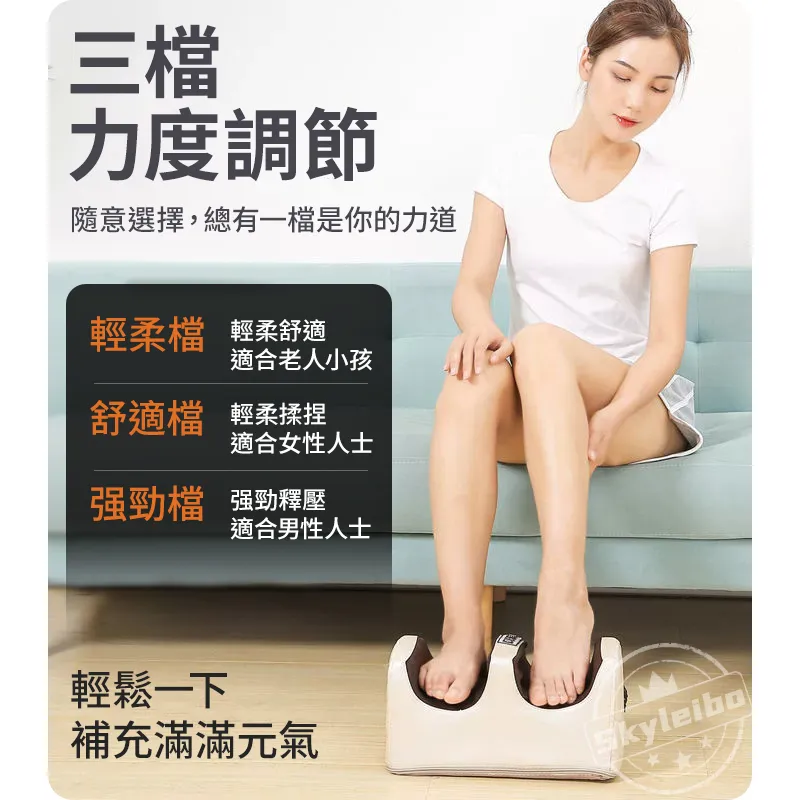 三檔
力度調節
隨意選擇，總有一檔是你的力道
輕柔檔
輕柔舒適
適合老人小孩
舒適檔
輕柔揉捏
適合女性人士
强勁檔
强勁釋壓
適合男性人士
輕鬆一下
補充滿滿元氣
Skyleibo